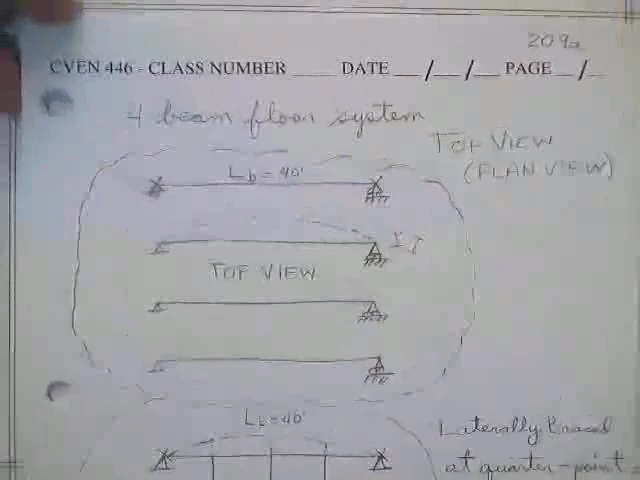 209a
CVEN 446 - CLASS NUMBER ____ DATE __/__/__ PAGE __/__
4 beam floor system
TOP VIEW
(PLAN VIEW)
Lb = 40'
TOP VIEW
Lb = 40'
Laterally Braced
at quarter-point